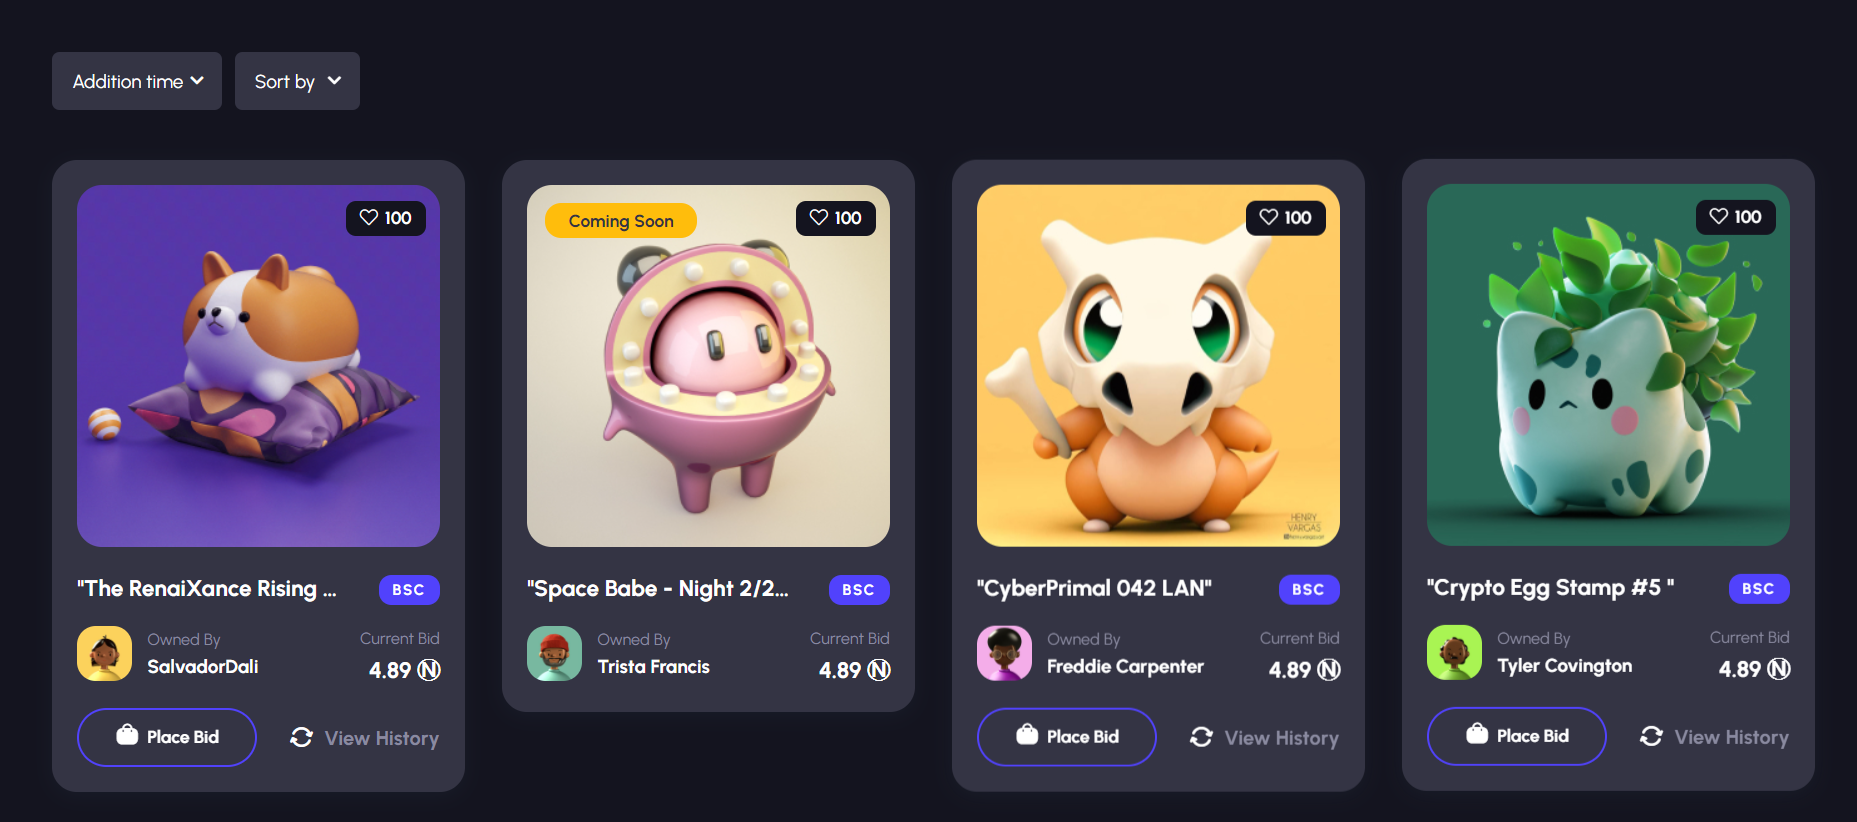 Addition time
Sort by
100
"The RenaiXance Rising ...
BSC
Owned By
SalvadorDali
Current Bid
4.89
Place Bid
View History
Coming Soon
100
"Space Babe - Night 2/2...
BSC
Owned By
Trista Francis
Current Bid
4.89
100
HENRY
VARGAS
"CyberPrimal 042 LAN"
BSC
Owned By
Freddie Carpenter
Current Bid
4.89
Place Bid
View History
100
"Crypto Egg Stamp #5 "
BSC
Owned By
Tyler Covington
Current Bid
4.89
Place Bid
View History